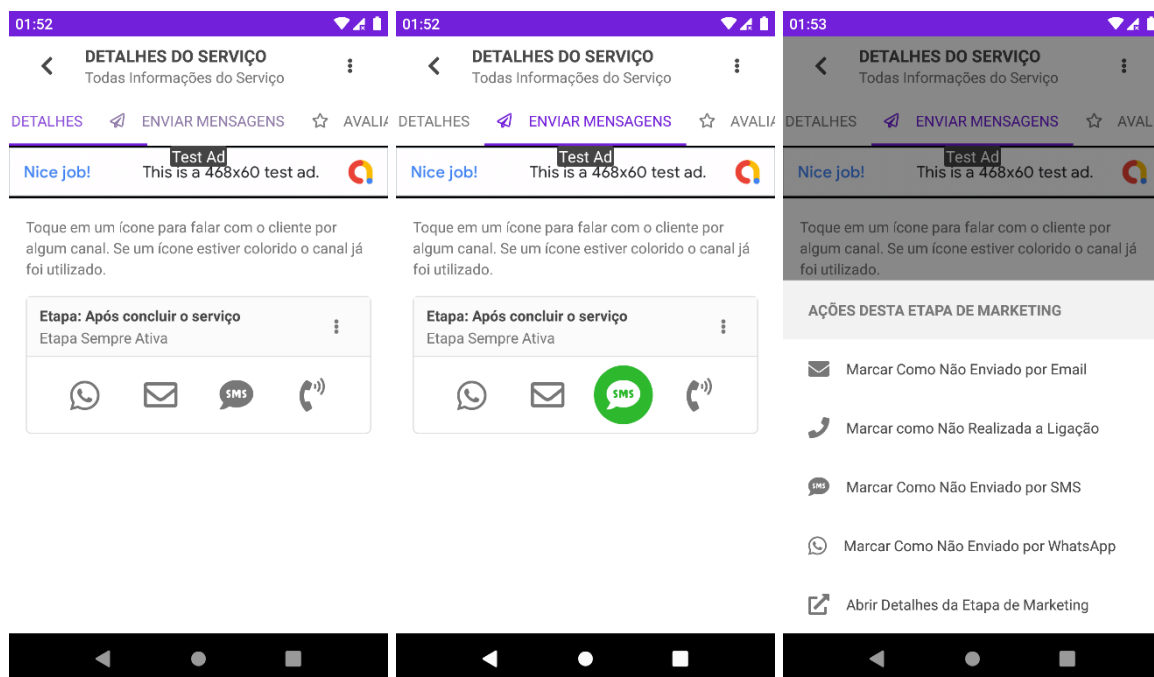 01:52
DETALHES DO SERVIÇO
Todas Informações do Serviço
DETALHES ENVIAR MENSAGENS AVALIA
Test Ad
Nice job! This is a 468x60 test ad.
Toque em um ícone para falar com o cliente por
algum canal. Se um ícone estiver colorido o canal já
foi utilizado.
Etapa: Após concluir o serviço
Etapa Sempre Ativa
SMS
01:52
DETALHES DO SERVIÇO
Todas Informações do Serviço
DETALHES ENVIAR MENSAGENS AVALIA
Test Ad
Nice job! This is a 468x60 test ad.
Toque em um ícone para falar com o cliente por
algum canal. Se um ícone estiver colorido o canal já
foi utilizado.
Etapa: Após concluir o serviço
Etapa Sempre Ativa
SMS
01:53
DETALHES DO SERVIÇO
Todas Informações do Serviço
DETALHES ENVIAR MENSAGENS AVAL
Test Ad
Nice job! This is a 468x60 test ad.
Toque em um ícone para falar com o cliente por
algum canal. Se um ícone estiver colorido o canal já
foi utilizado.
AÇÕES DESTA ETAPA DE MARKETING
Marcar Como Não Enviado por Email
Marcar como Não Realizada a Ligação
SMS Marcar Como Não Enviado por SMS
Marcar Como Não Enviado por WhatsApp
Abrir Detalhes da Etapa de Marketing